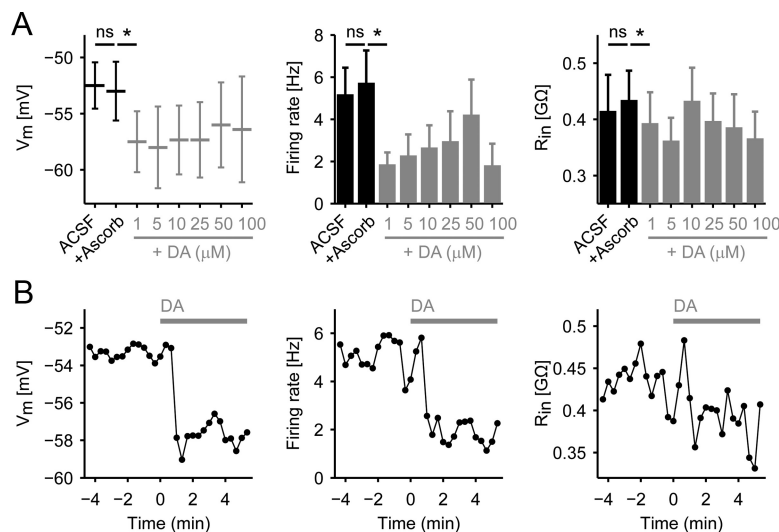 A
ns *
−50
−55
−60
Vm [mV]
ACSF
+Ascorb
1 5 10 25 50 100
+ DA (μM)
ns *
8
6
4
2
0
Firing rate [Hz]
ACSF
+Ascorb
1 5 10 25 50 100
+ DA (μM)
ns *
0.5
0.4
0.3
Rin [GΩ]
ACSF
+Ascorb
1 5 10 25 50 100
+ DA (μM)
B
DA
−52
−54
−56
−58
−60
Vm [mV]
−4 −2 0 2 4
Time (min)
DA
6
4
2
0
Firing rate [Hz]
−4 −2 0 2 4
Time (min)
DA
0.5
0.45
0.4
0.35
Rin [GΩ]
−4 −2 0 2 4
Time (min)